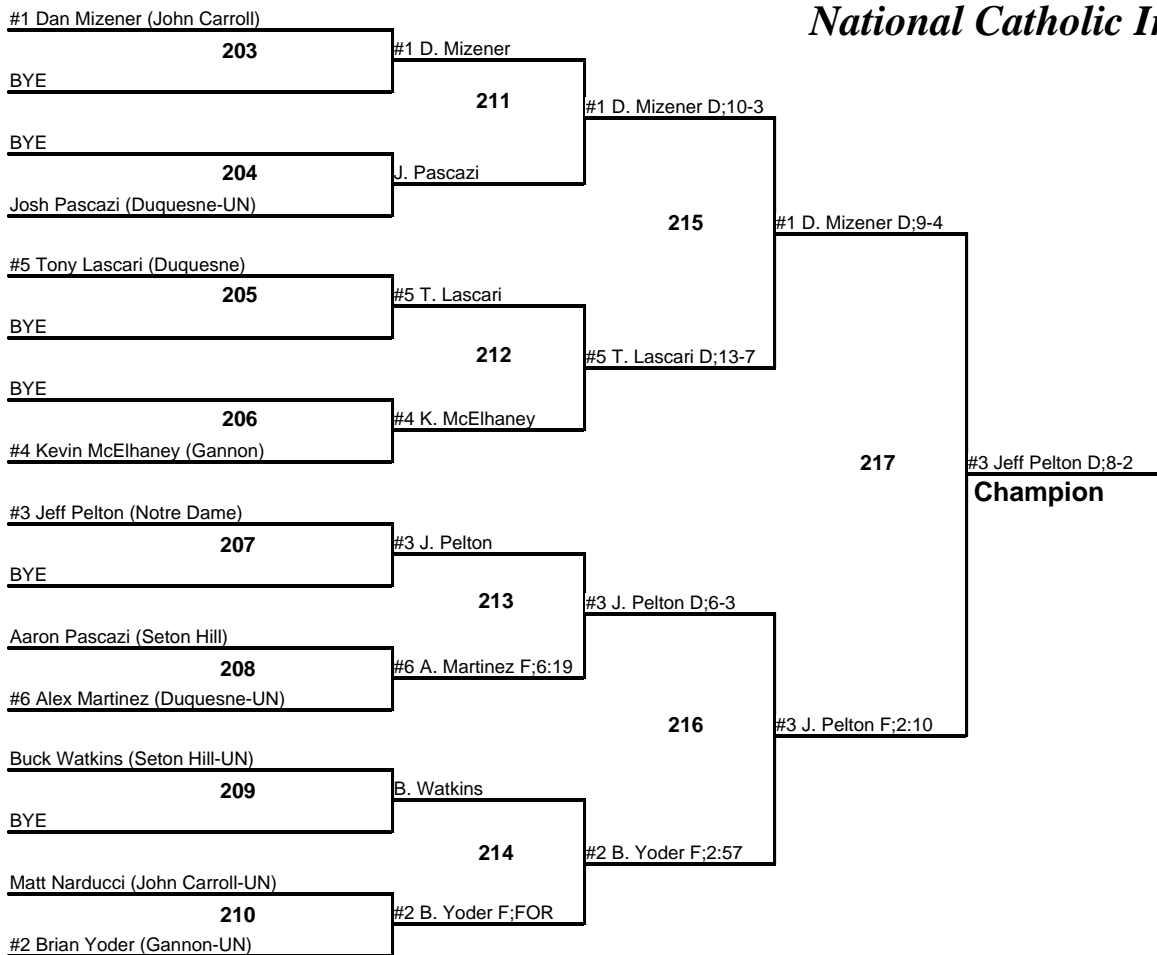 #1 Dan Mizener (John Carroll)
National Catholic
203
#1 D. Mizener
BYE
211
#1 D. Mizener D;10-3
BYE
204
J. Pascazi
Josh Pascazi (Duquesne-UN)
215
#1 D. Mizener D;9-4
#5 Tony Lascari (Duquesne)
205
#5 T. Lascari
BYE
212
#5 T. Lascari D;13-7
BYE
206
#4 K. McElhaney
#4 Kevin McElhaney (Gannon)
217
#3 Jeff Pelton D;8-2
Champion
#3 Jeff Pelton (Notre Dame)
207
#3 J. Pelton
BYE
213
#3 J. Pelton D;6-3
Aaron Pascazi (Seton Hill)
208
#6 A. Martinez F;6:19
#6 Alex Martinez (Duquesne-UN)
216
#3 J. Pelton F;2:10
Buck Watkins (Seton Hill-UN)
209
B. Watkins
BYE
214
#2 B. Yoder F;2:57
Matt Narducci (John Carroll-UN)
210
#2 B. Yoder F;FOR
#2 Brian Yoder (Gannon-UN)